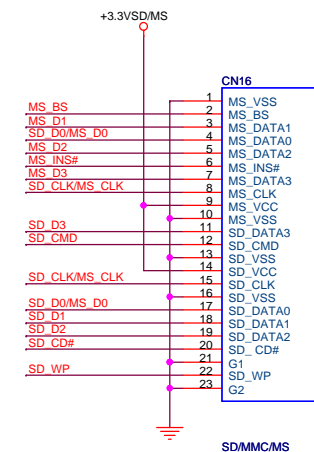 +3.3VSD/MS
CN16
1 MS_VSS
MS_BS 2 MS_BS
MS_D1 3 MS_DATA1
SD_D0/MS_D0 4 MS_DATA0
MS_D2 5 MS_DATA2
MS_INS# 6 MS_INS#
MS_D3 7 MS_DATA3
SD_CLK/MS_CLK 8 MS_CLK
9 MS_VCC
10 MS_VSS
SD_D3 11 SD_DATA3
SD_CMD 12 SD_CMD
13 SD_VSS
14 SD_VCC
SD_CLK/MS_CLK 15 SD_CLK
16 SD_VSS
SD_D0/MS_D0 17 SD_DATA0
SD_D1 18 SD_DATA1
SD_D2 19 SD_DATA2
SD_CD# 20 SD_ CD#
21 G1
SD_WP 22 SD_WP
23 G2
SD/MMC/MS